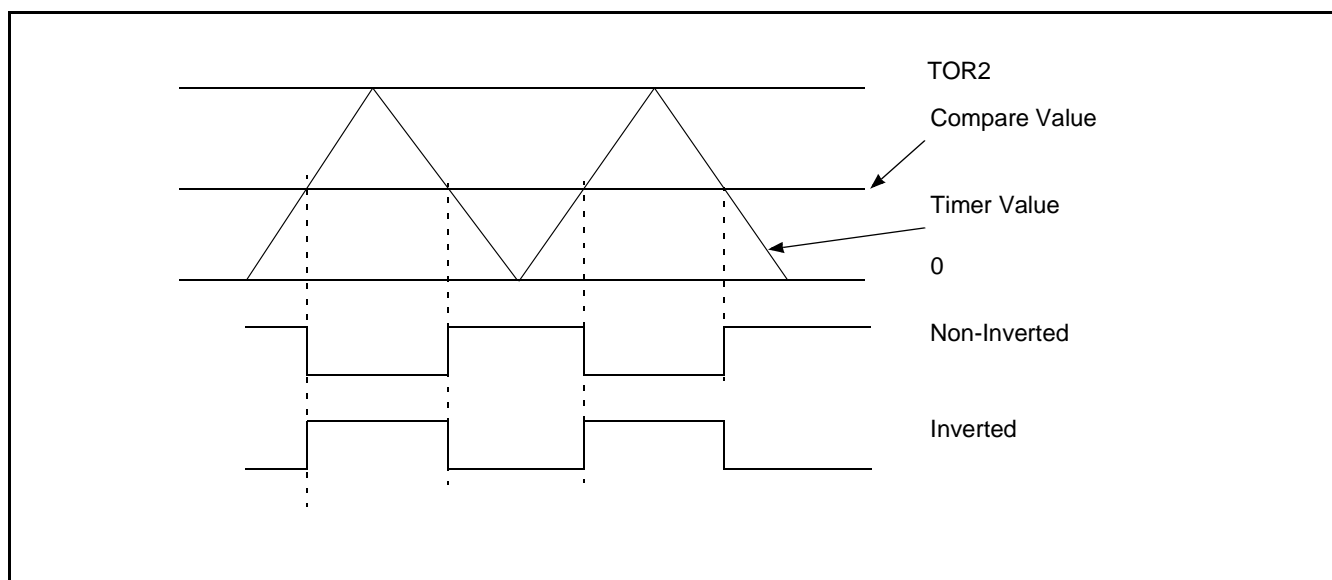 TOR2
Compare Value
Timer Value
0
Non-Inverted
Inverted